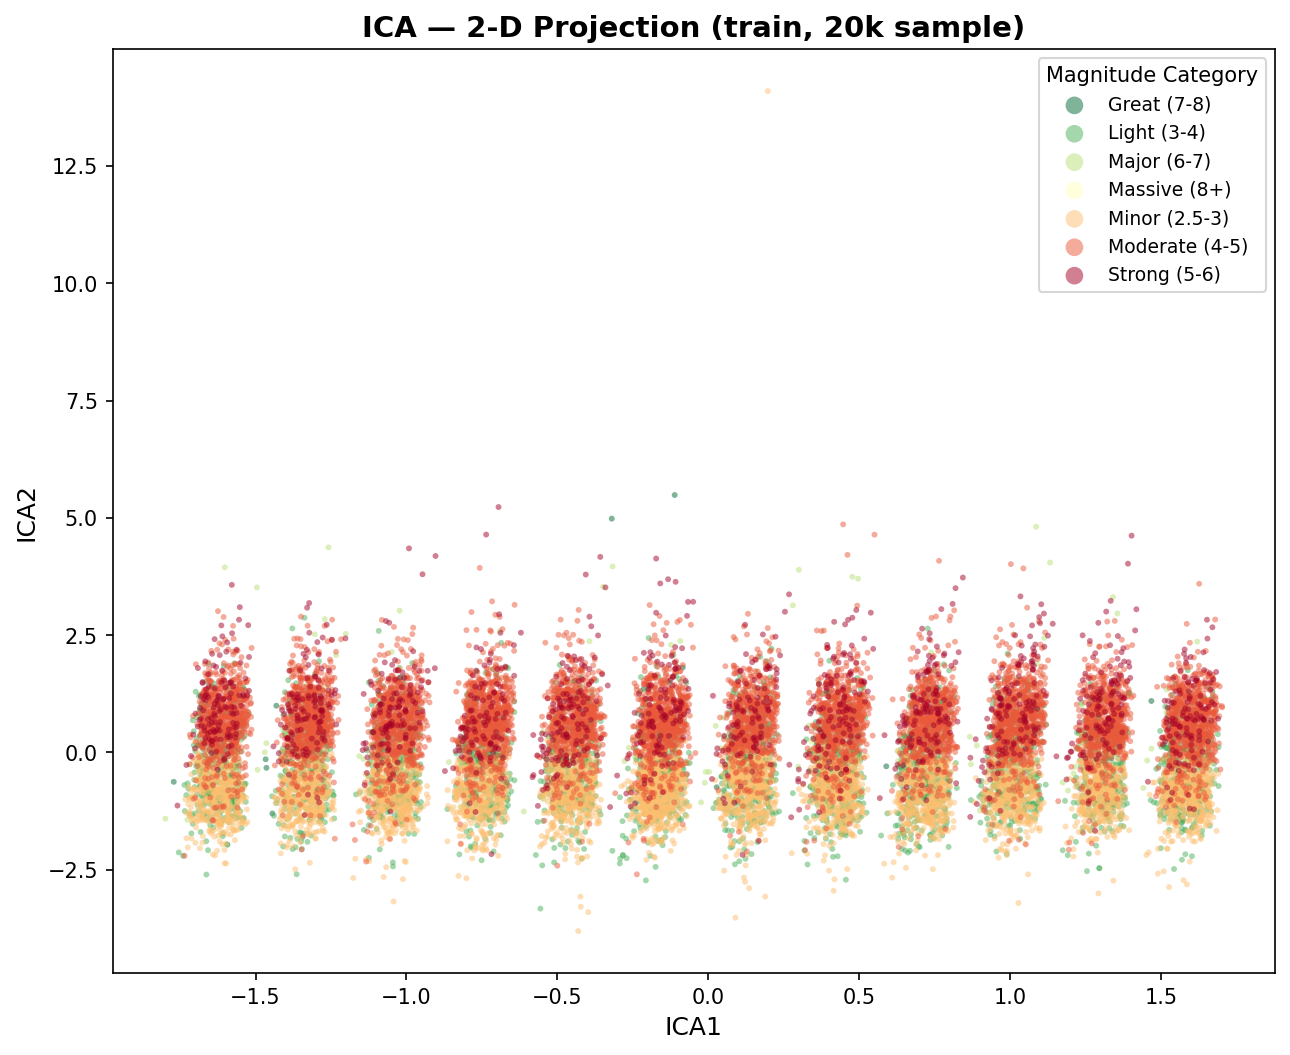 ICA — 2-D Projection (train, 20k sample)
Magnitude Category
Great (7-8)
Light (3-4)
Major (6-7)
Massive (8+)
Minor (2.5-3)
Moderate (4-5)
Strong (5-6)
12.5
10.0
7.5
5.0
2.5
0.0
−2.5
ICA2
−1.5
−1.0
−0.5
0.0
0.5
1.0
1.5
ICA1